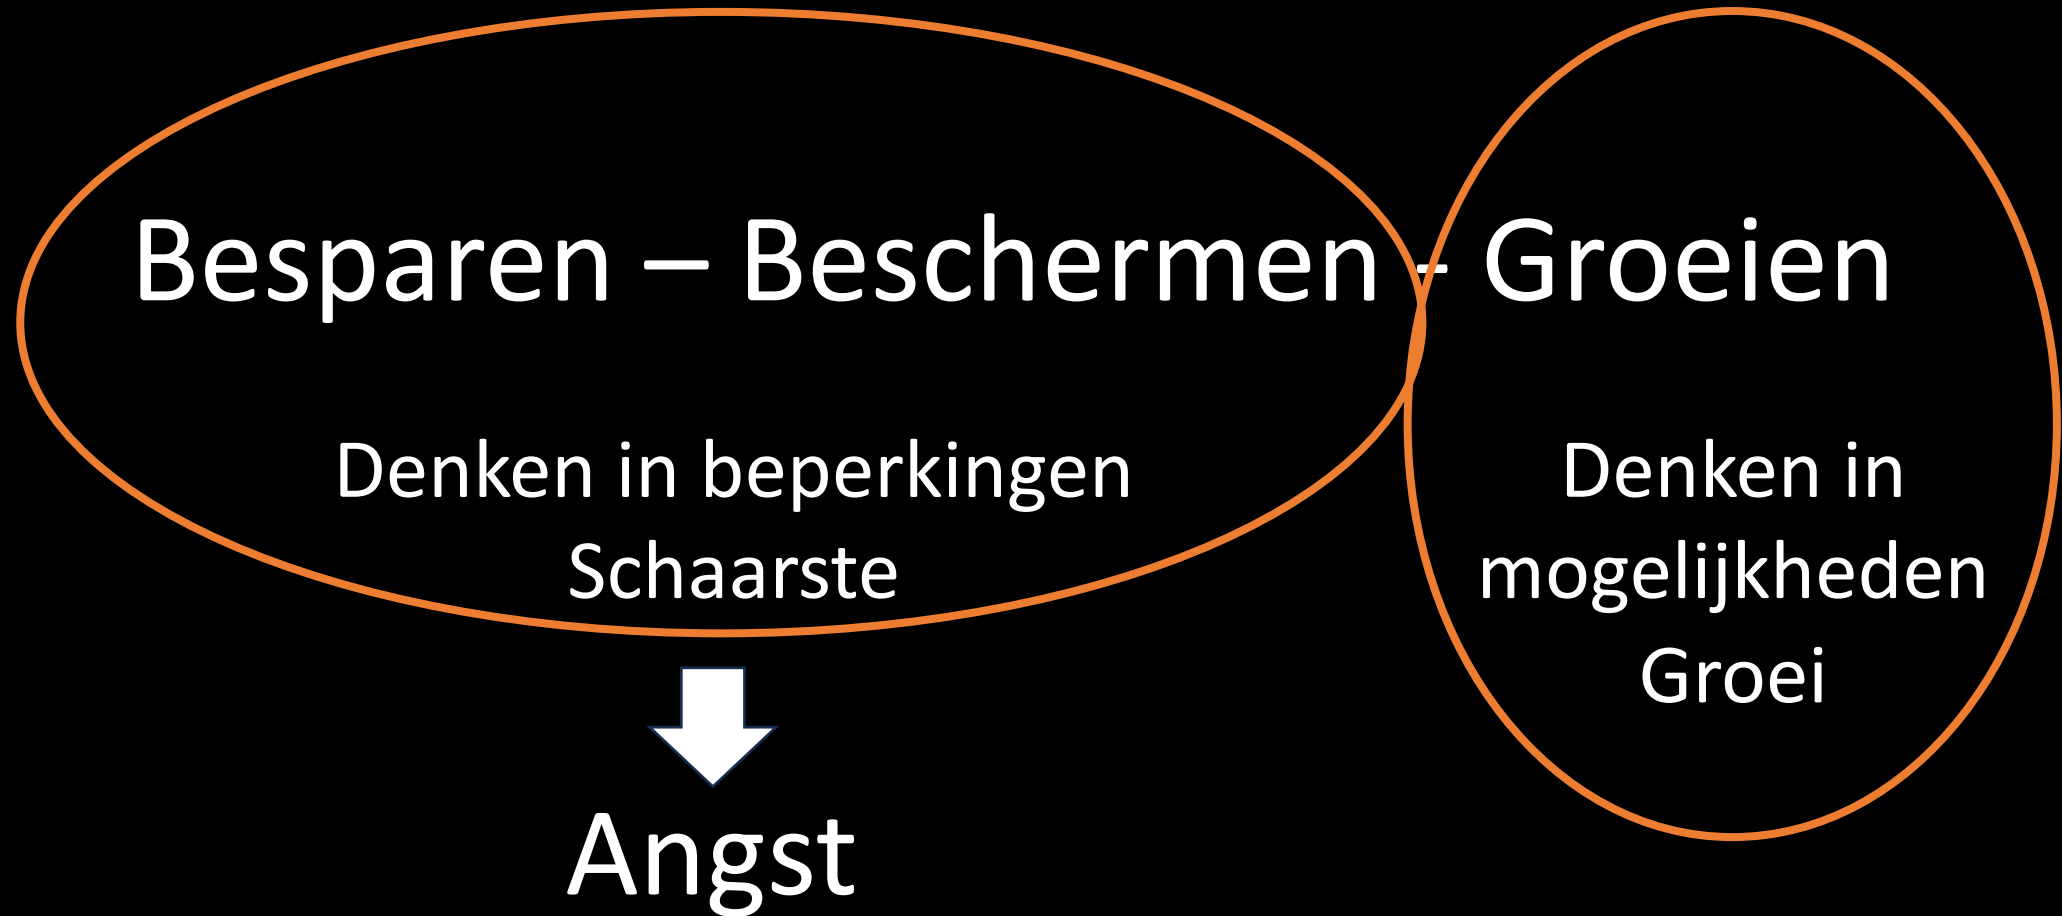 Besparen – Beschermen - Groeien
Denken in beperkingen
Schaarste
Denken in
mogelijkheden
Groei
Angst